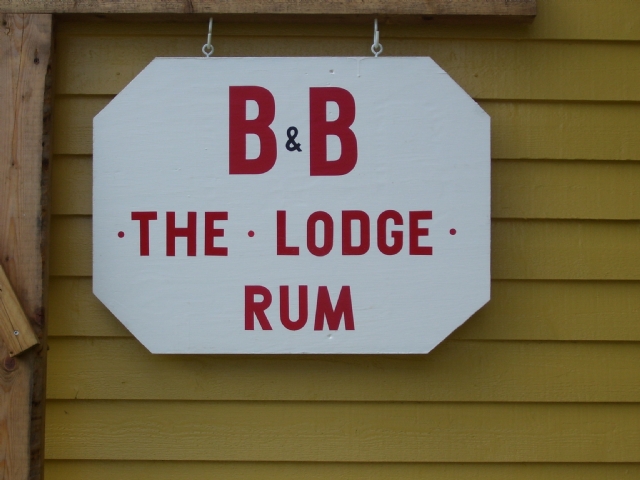 B & B
· THE · LODGE ·
RUM